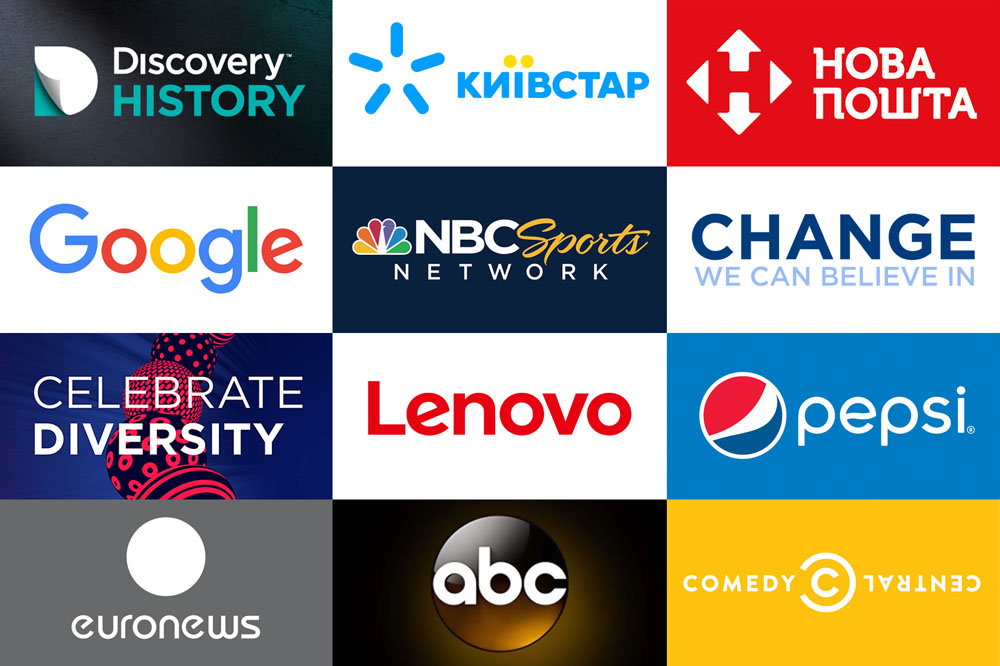 Discovery™
HISTORY
КИЇВСТАР
НОВА
ПОШТА
Google
NBCSports
NETWORK
CHANGE
WE CAN BELIEVE IN
CELEBRATE
DIVERSITY
Lenovo
pepsi®
euronews
abc
COMEDY C CENTRAL